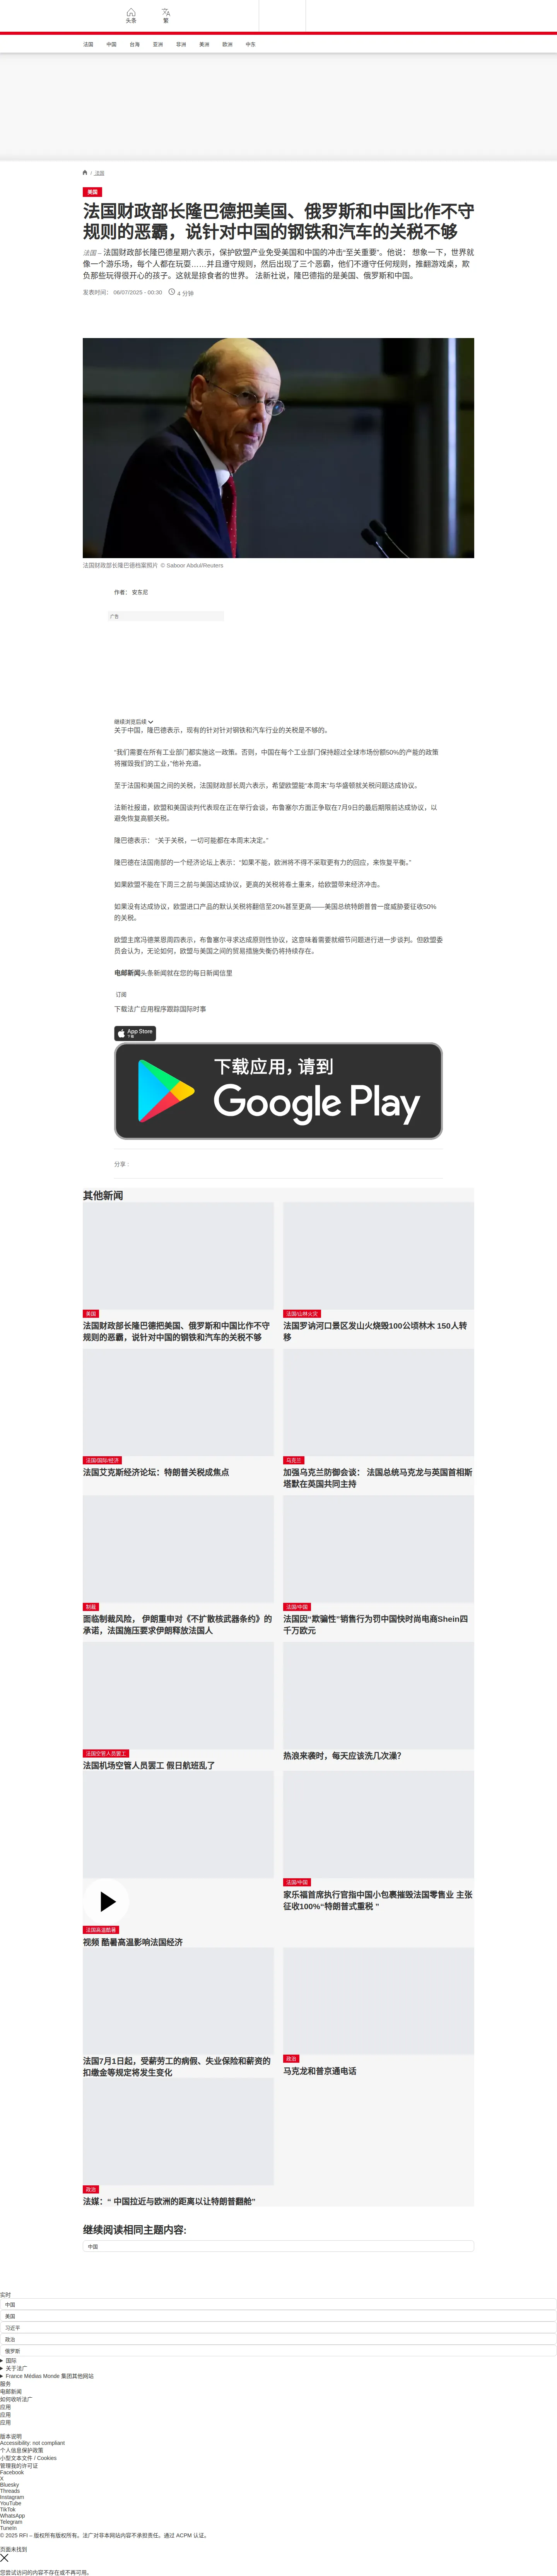 头条
繁
法国
中国
台海
亚洲
非洲
美洲
欧洲
中东
/ 法国
美国
法国财政部长隆巴德把美国、俄罗斯和中国比作不守
规则的恶霸，说针对中国的钢铁和汽车的关税不够
法国 – 法国财政部长隆巴德星期六表示，保护欧盟产业免受美国和中国的冲击“至关重要”。他说： 想象一下，世界就
像一个游乐场，每个人都在玩耍……并且遵守规则，然后出现了三个恶霸，他们不遵守任何规则，推翻游戏桌，欺
负那些玩得很开心的孩子。这就是掠食者的世界。 法新社说，隆巴德指的是美国、俄罗斯和中国。
发表时间： 06/07/2025 - 00:30 4 分钟
法国财政部长隆巴德档案照片 © Saboor Abdul/Reuters
作者： 安东尼
广告
继续浏览后续
关于中国，隆巴德表示，现有的针对针对钢铁和汽车行业的关税是不够的。
“我们需要在所有工业部门都实施这一政策。否则，中国在每个工业部门保持超过全球市场份额50%的产能的政策
将摧毁我们的工业，”他补充道。
至于法国和美国之间的关税，法国财政部长周六表示，希望欧盟能“本周末”与华盛顿就关税问题达成协议。
法新社报道，欧盟和美国谈判代表现在正在举行会谈，布鲁塞尔方面正争取在7月9日的最后期限前达成协议，以
避免恢复高额关税。
隆巴德表示： “关于关税，一切可能都在本周末决定。”
隆巴德在法国南部的一个经济论坛上表示：“如果不能，欧洲将不得不采取更有力的回应，来恢复平衡。”
如果欧盟不能在下周三之前与美国达成协议，更高的关税将卷土重来，给欧盟带来经济冲击。
如果没有达成协议，欧盟进口产品的默认关税将翻倍至20%甚至更高——美国总统特朗普曾一度威胁要征收50%
的关税。
欧盟主席冯德莱恩周四表示，布鲁塞尔寻求达成原则性协议，这意味着需要就细节问题进行进一步谈判。但欧盟委
员会认为，无论如何，欧盟与美国之间的贸易措施失衡仍将持续存在。
电邮新闻头条新闻就在您的每日新闻信里
订阅
下载法广应用程序跟踪国际时事
App Store
下载
下载应用，请到
Google Play
分享 :
其他新闻
美国
法国财政部长隆巴德把美国、俄罗斯和中国比作不守
规则的恶霸，说针对中国的钢铁和汽车的关税不够
法国/山林火灾
法国罗讷河口景区发山火烧毁100公顷林木 150人转
移
法国/国际/经济
法国艾克斯经济论坛：特朗普关税成焦点
乌克兰
加强乌克兰防御会谈： 法国总统马克龙与英国首相斯
塔默在英国共同主持
制裁
面临制裁风险， 伊朗重申对《不扩散核武器条约》的
承诺，法国施压要求伊朗释放法国人
法国/中国
法国因“欺骗性”销售行为罚中国快时尚电商Shein四
千万欧元
法国空管人员罢工
法国机场空管人员罢工 假日航班乱了
热浪来袭时，每天应该洗几次澡？
法国高温酷暑
视频 酷暑高温影响法国经济
法国/中国
家乐福首席执行官指中国小包裹摧毁法国零售业 主张
征收100%“特朗普式重税 ”
法国7月1日起，受薪劳工的病假、失业保险和薪资的
扣缴金等规定将发生变化
政治
马克龙和普京通电话
政治
法媒：“ 中国拉近与欧洲的距离以让特朗普翻舱”
继续阅读相同主题内容:
中国
实时
中国
美国
习近平
政治
俄罗斯
国际
关于法广
France Médias Monde 集团其他网站
服务
电邮新闻
如何收听法广
应用
应用
应用
版本说明
Accessibility: not compliant
个人信息保护政策
小型文本文件 / Cookies
管理我的许可证
Facebook
X
Bluesky
Threads
Instagram
YouTube
TikTok
WhatsApp
Telegram
TuneIn
© 2025 RFI – 版权所有版权所有。法广对非本网站内容不承担责任。通过 ACPM 认证。
页面未找到
您尝试访问的内容不存在或不再可用。